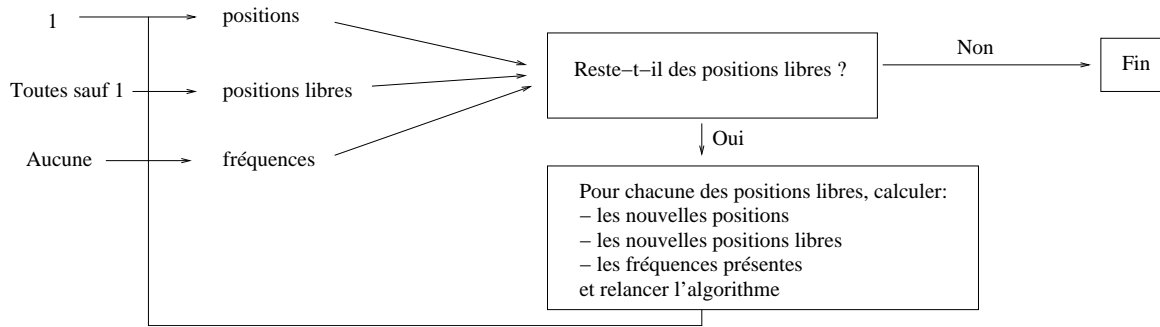 1
positions
Toutes sauf 1
positions libres
Aucune
fréquences
Reste–t–il des positions libres ?
Non
Fin
Oui
Pour chacune des positions libres, calculer:
– les nouvelles positions
– les nouvelles positions libres
– les fréquences présentes
et relancer l'algorithme